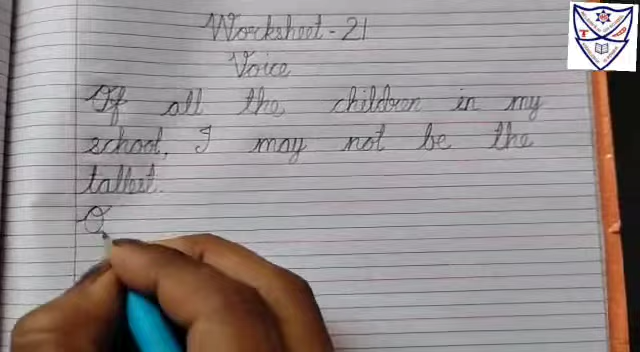 Worksheet - 21
Voice
Of all the children in my
school, I may not be the
tallest.
O